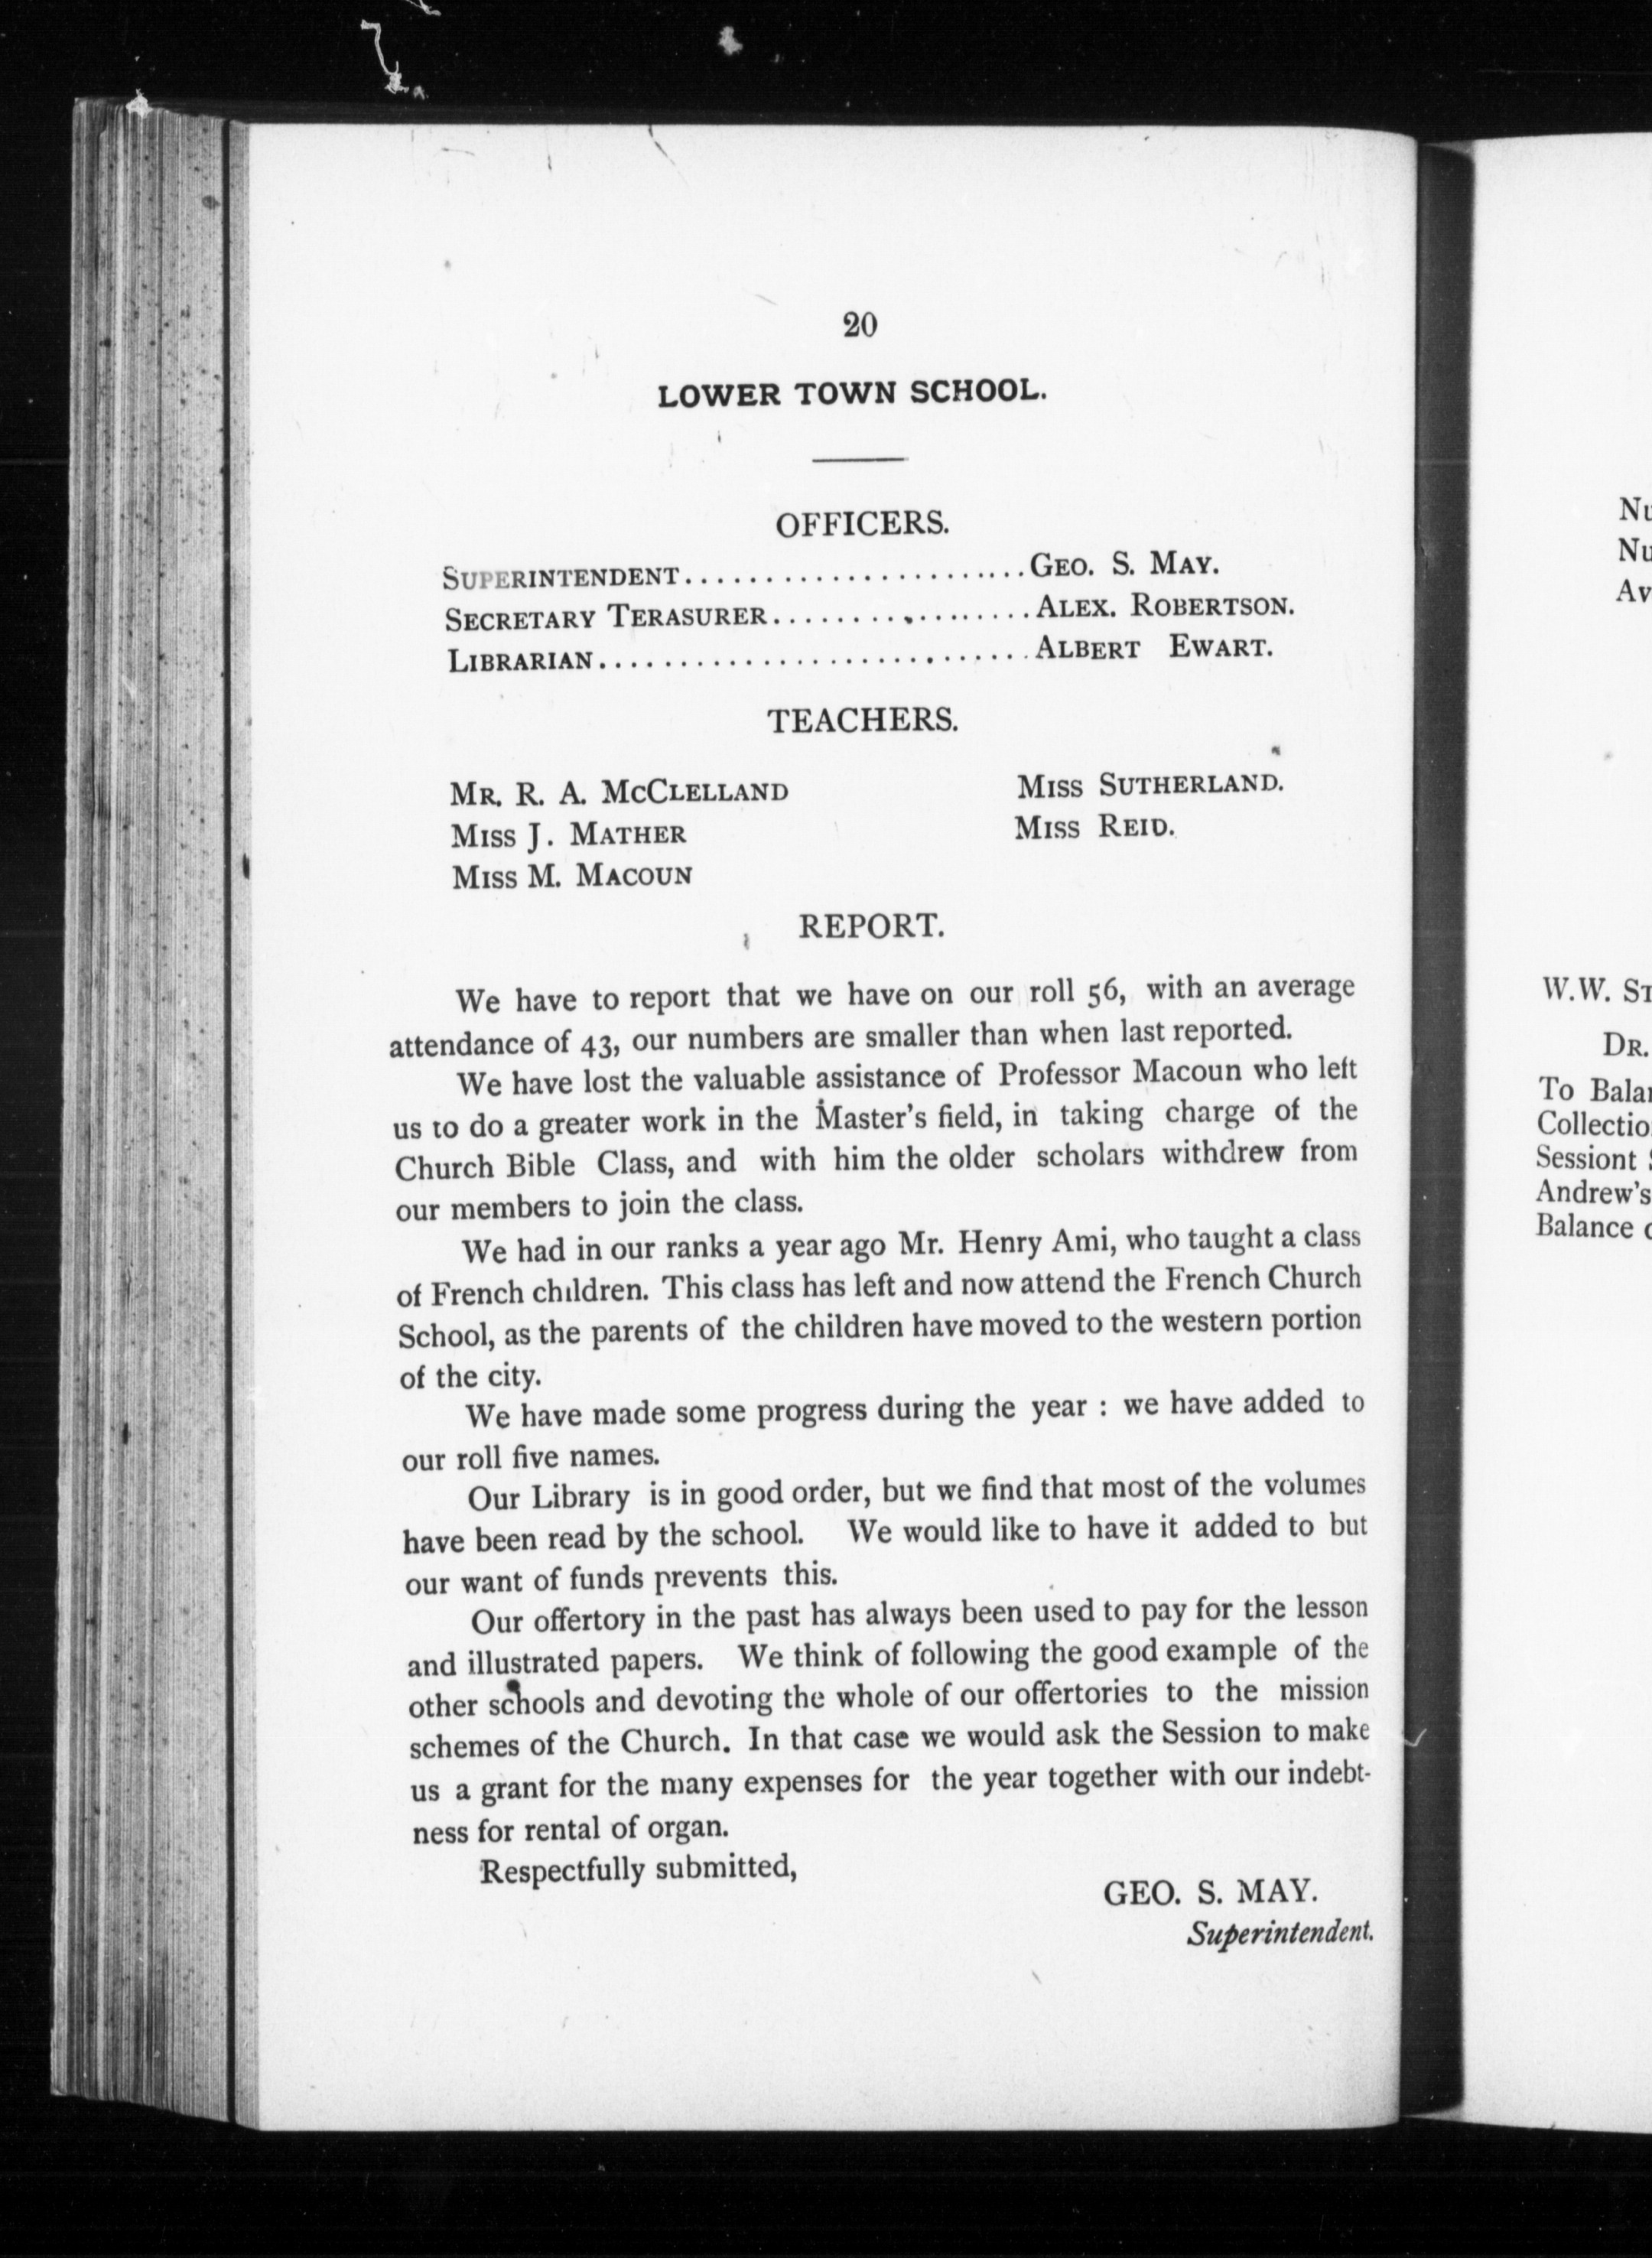 20
LOWER TOWN SCHOOL.
OFFICERS.
SUPERINTENDENT......................GEO. S. MAY.
SECRETARY TERASURER.................ALEX. ROBERTSON.
LIBRARIAN...........................ALBERT EWART.
TEACHERS.
MR. R. A. MCCLELLAND MISS SUTHERLAND.
MISS J. MATHER MISS REID.
MISS M. MACOUN
REPORT.
We have to report that we have on our roll 56, with an average
attendance of 43, our numbers are smaller than when last reported.
We have lost the valuable assistance of Professor Macoun who left
us to do a greater work in the Master's field, in taking charge of the
Church Bible Class, and with him the older scholars withdrew from
our members to join the class.
We had in our ranks a year ago Mr. Henry Ami, who taught a class
of French children. This class has left and now attend the French Church
School, as the parents of the children have moved to the western portion
of the city.
We have made some progress during the year : we have added to
our roll five names.
Our Library is in good order, but we find that most of the volumes
have been read by the school. We would like to have it added to but
our want of funds prevents this.
Our offertory in the past has always been used to pay for the lesson
and illustrated papers. We think of following the good example of the
other schools and devoting the whole of our offertories to the mission
schemes of the Church. In that case we would ask the Session to make
us a grant for the many expenses for the year together with our indebt-
ness for rental of organ.
Respectfully submitted,
GEO. S. MAY.
Superintendent.
W.W.
DR.
To
Sessiont
Andrew's
Balance